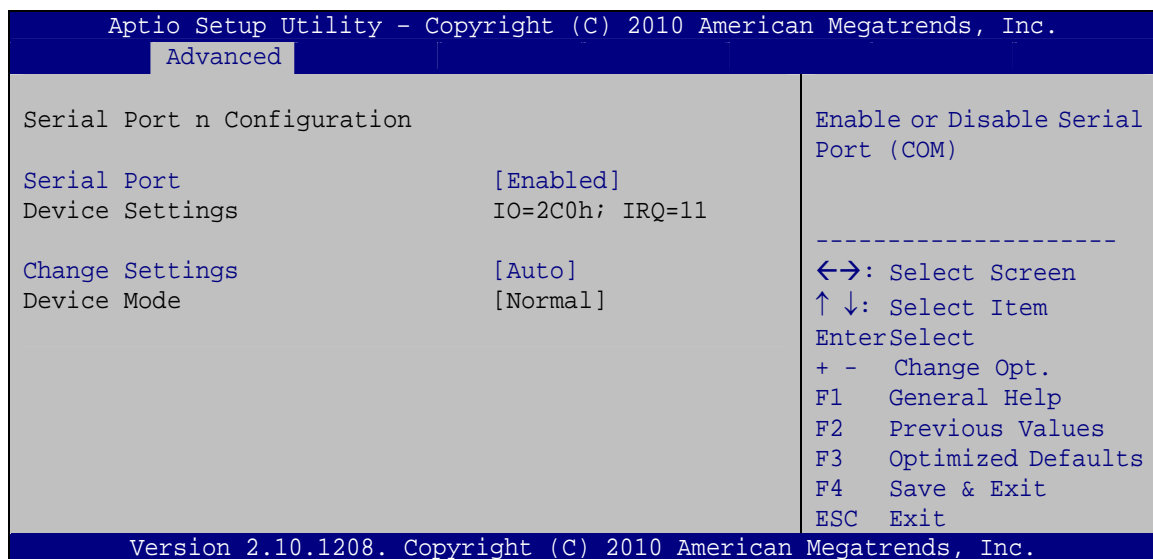 Aptio Setup Utility – Copyright (C) 2010 American Megatrends, Inc.
Advanced
Serial Port n Configuration
Serial Port [Enabled]
Device Settings IO=2C0h; IRQ=11
Change Settings [Auto]
Device Mode [Normal]
Enable or Disable Serial
Port (COM)
---------------------
←→: Select Screen
↑ ↓: Select Item
EnterSelect
+ - Change Opt.
F1 General Help
F2 Previous Values
F3 Optimized Defaults
F4 Save & Exit
ESC Exit
Version 2.10.1208. Copyright (C) 2010 American Megatrends, Inc.